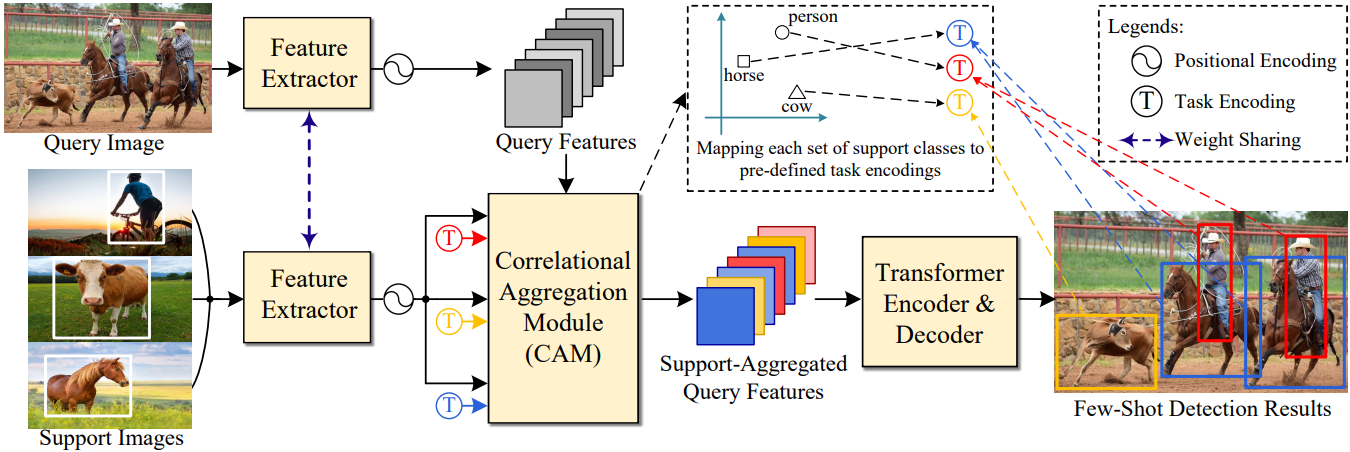 Query Image
Feature
Extractor
Query Features
person
horse
cow
T
T
T
Mapping each set of support classes to
pre-defined task encodings
Legends:
Positional Encoding
T
Task Encoding
Weight Sharing
Support Images
Feature
Extractor
T
T
T
Correlational
Aggregation
Module
(CAM)
Support-Aggregated
Query Features
Transformer
Encoder &
Decoder
Few-Shot Detection Results